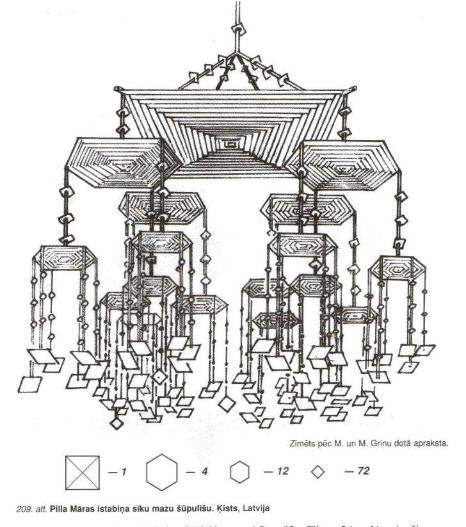 Zīmēts pēc M. un M. Grinu dotā apraksta.
– 1 – 4 – 12 – 72
209. att. Pilla Māras istabiņa siku mazu šūpulīšu. Ķists, Latvija